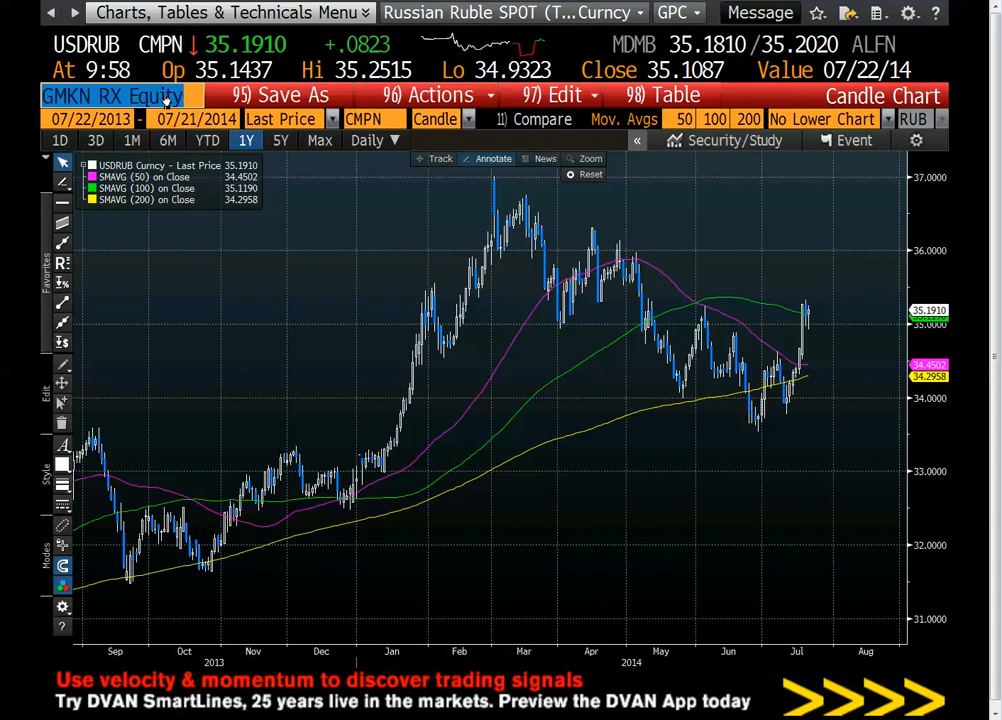 Charts, Tables & Technicals Menu
Russian Ruble SPOT (T...Curncy
GPC
Message
?
USDRUB CMPN 35.1910 +.0823 MDMB 35.1810 /35.2020 ALFN
At 9:58 Op 35.1437 Hi 35.2515 Lo 34.9323 Close 35.1087 Value 07/22/14
GMKN RX Equity 95) Save As 96) Actions 97) Edit 98) Table Candle Chart
07/22/2013 - 07/21/2014 Last Price CMPN Candle 11) Compare Mov. Avgs 50 100 200 No Lower Chart RUB
1D 3D 1M 6M YTD 1Y 5Y Max Daily ▼ « Security/Study Event
Track Annotate News Zoom
Reset
USDRUB Curncy - Last Price 35.1910
SMAVG (50) on Close 34.4502
SMAVG (100) on Close 35.1190
SMAVG (200) on Close 34.2958
Favorites
Edit
Style
Modes
37.0000
36.0000
35.1910
35.0000
34.4502
34.2958
34.0000
33.0000
32.0000
31.0000
Sep Oct Nov Dec Jan Feb Mar Apr May Jun Jul Aug
2013 2014
Use velocity & momentum to discover trading signals
Try DVAN SmartLines, 25 years live in the markets. Preview the DVAN App today